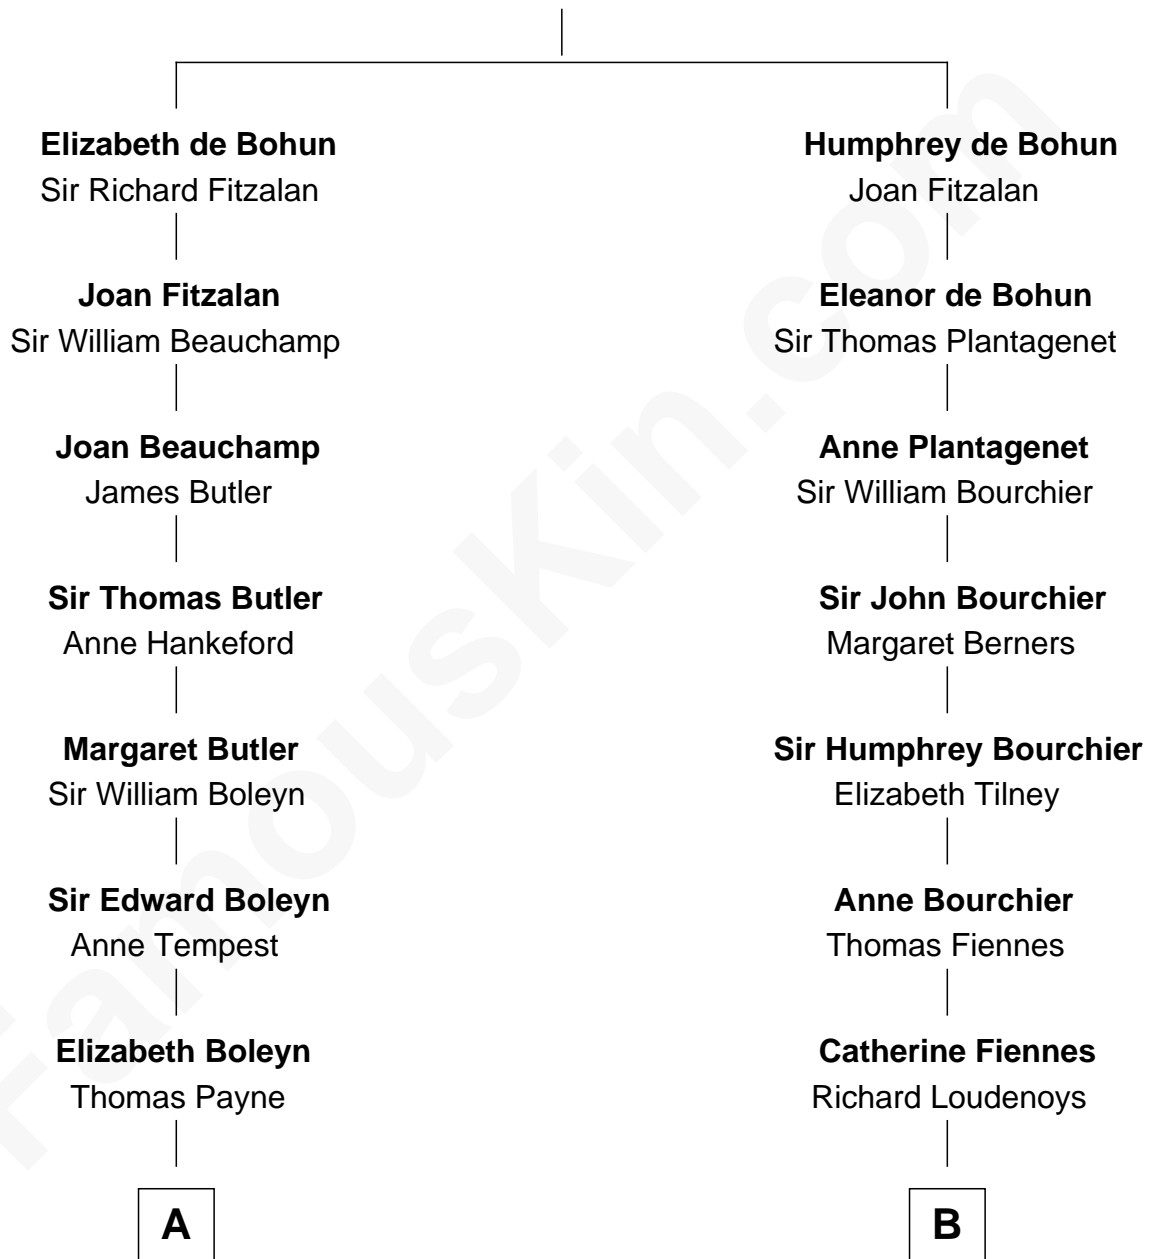 Elizabeth de Bohun
Sir Richard Fitzalan
Humphrey de Bohun
Joan Fitzalan
Joan Fitzalan
Sir William Beauchamp
Eleanor de Bohun
Sir Thomas Plantagenet
Joan Beauchamp
James Butler
Anne Plantagenet
Sir William Bourchier
Sir Thomas Butler
Anne Hankeford
Sir John Bourchier
Margaret Berners
Margaret Butler
Sir William Boleyn
Sir Humphrey Bourchier
Elizabeth Tilney
Sir Edward Boleyn
Anne Tempest
Anne Bourchier
Thomas Fiennes
Elizabeth Boleyn
Thomas Payne
Catherine Fiennes
Richard Loudenoys
A
B
FamousKin.com